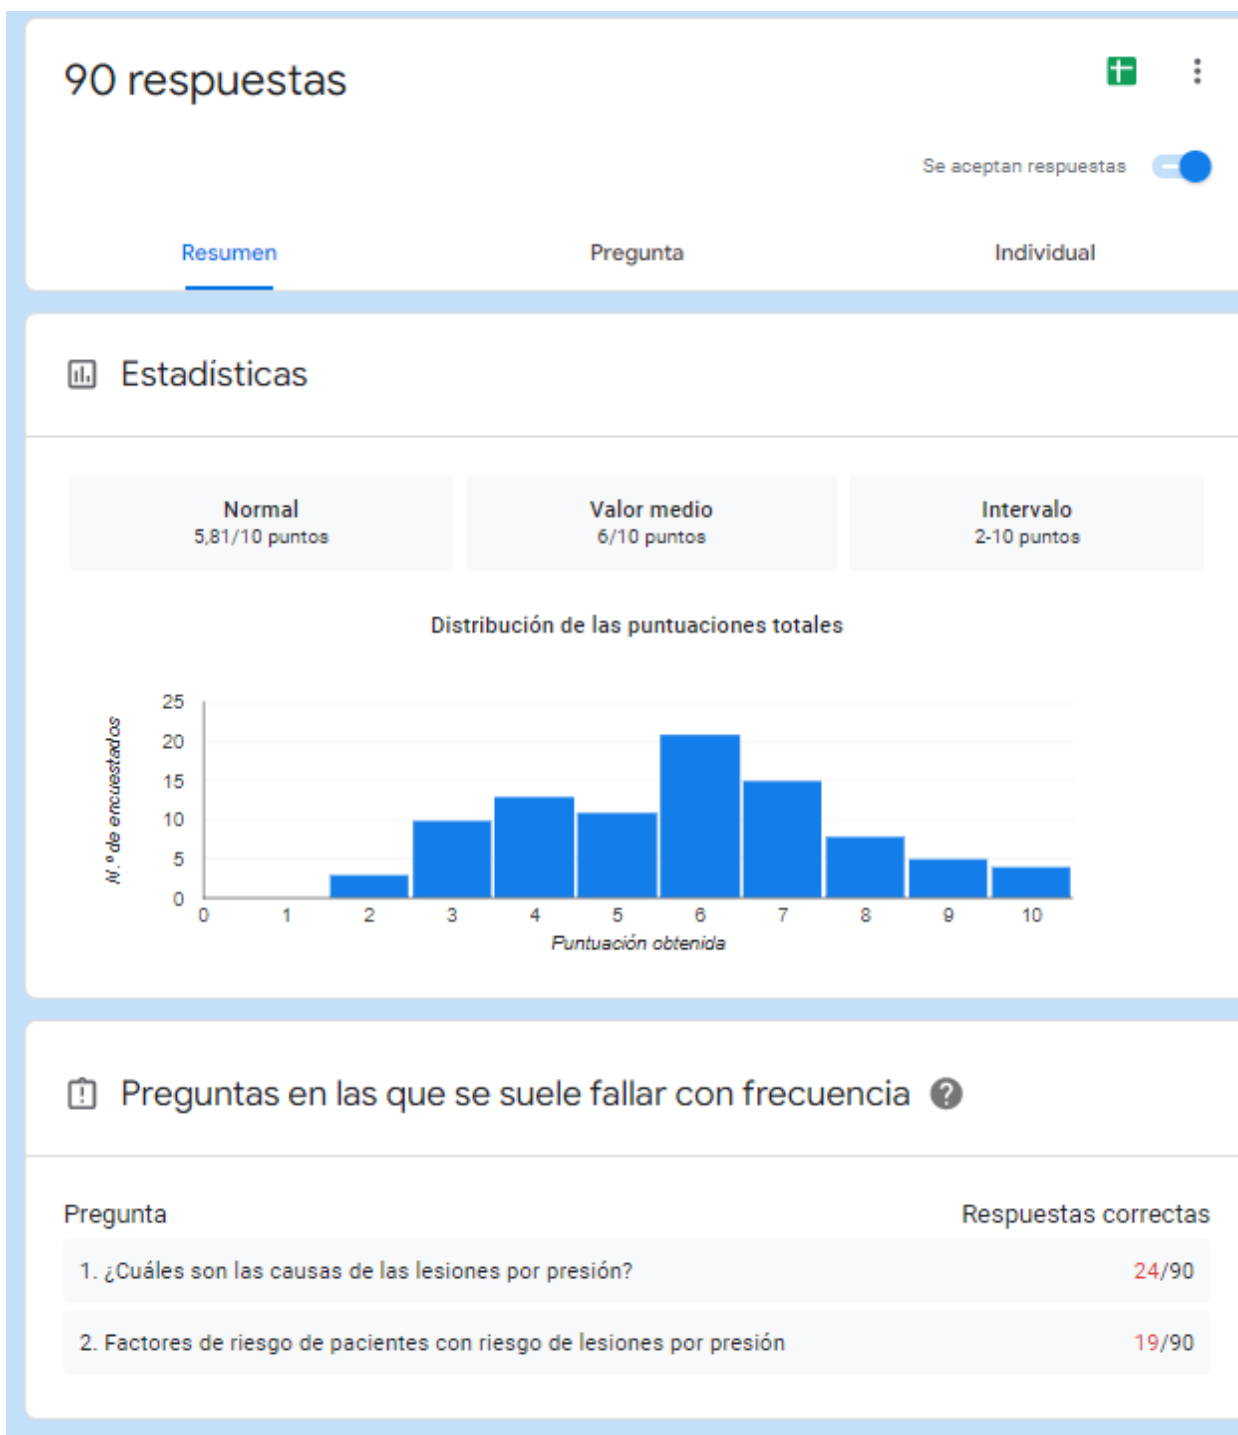 90 respuestas
Se aceptan respuestas
Resumen Pregunta Individual
Estadísticas
Normal Valor medio Intervalo
5,81/10 puntos 6/10 puntos 2-10 puntos
Distribución de las puntuaciones totales
25
20
15
10
5
0
N.º de encuestados
0 1 2 3 4 5 6 7 8 9 10
Puntuación obtenida
Preguntas en las que se suele fallar con frecuencia ?
Pregunta Respuestas correctas
1. ¿Cuáles son las causas de las lesiones por presión? 24/90
2. Factores de riesgo de pacientes con riesgo de lesiones por presión 19/90